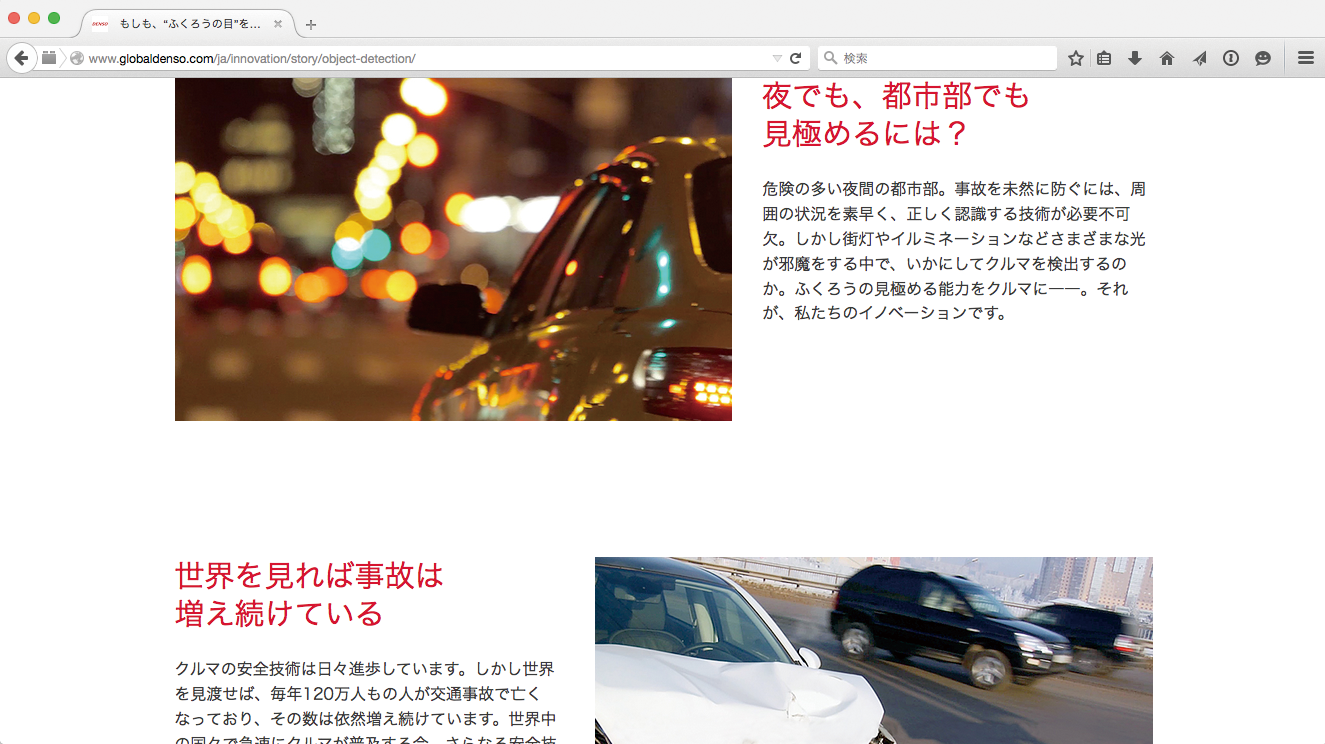 DENSO
もしも、“ふくろうの目”を...
www.globaldenso.com/ja/innovation/story/object-detection/
検索
夜でも、都市部でも
見極めるには？
危険の多い夜間の都市部。事故を未然に防ぐには、周
囲の状況を素早く、正しく認識する技術が必要不可
欠。しかし街灯やイルミネーションなどさまざまな光
が邪魔をする中で、いかにしてクルマを検出するの
か。ふくろうの見極める能力をクルマに――。それ
が、私たちのイノベーションです。
世界を見れば事故は
増え続けている
クルマの安全技術は日々進歩しています。しかし世界
を見渡せば、毎年120万人もの人が交通事故で亡く
なっており、その数は依然増え続けています。世界中
の国々で急速にクルマが普及する今、さらなる安全技